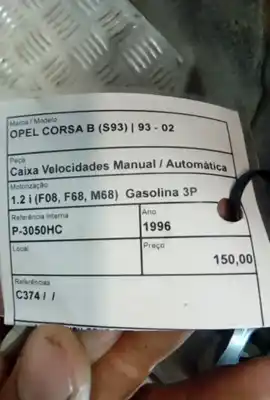 Marca / Modelo
OPEL CORSA B (S93) | 93 - 02
Peça
Caixa Velocidades Manual / Automática
Motorização
1.2 i (F08, F68, M68) Gasolina 3P
Referência Interna
P-3050HC
Ano
1996
Local
Preço
150,00
Referências
C374 / /